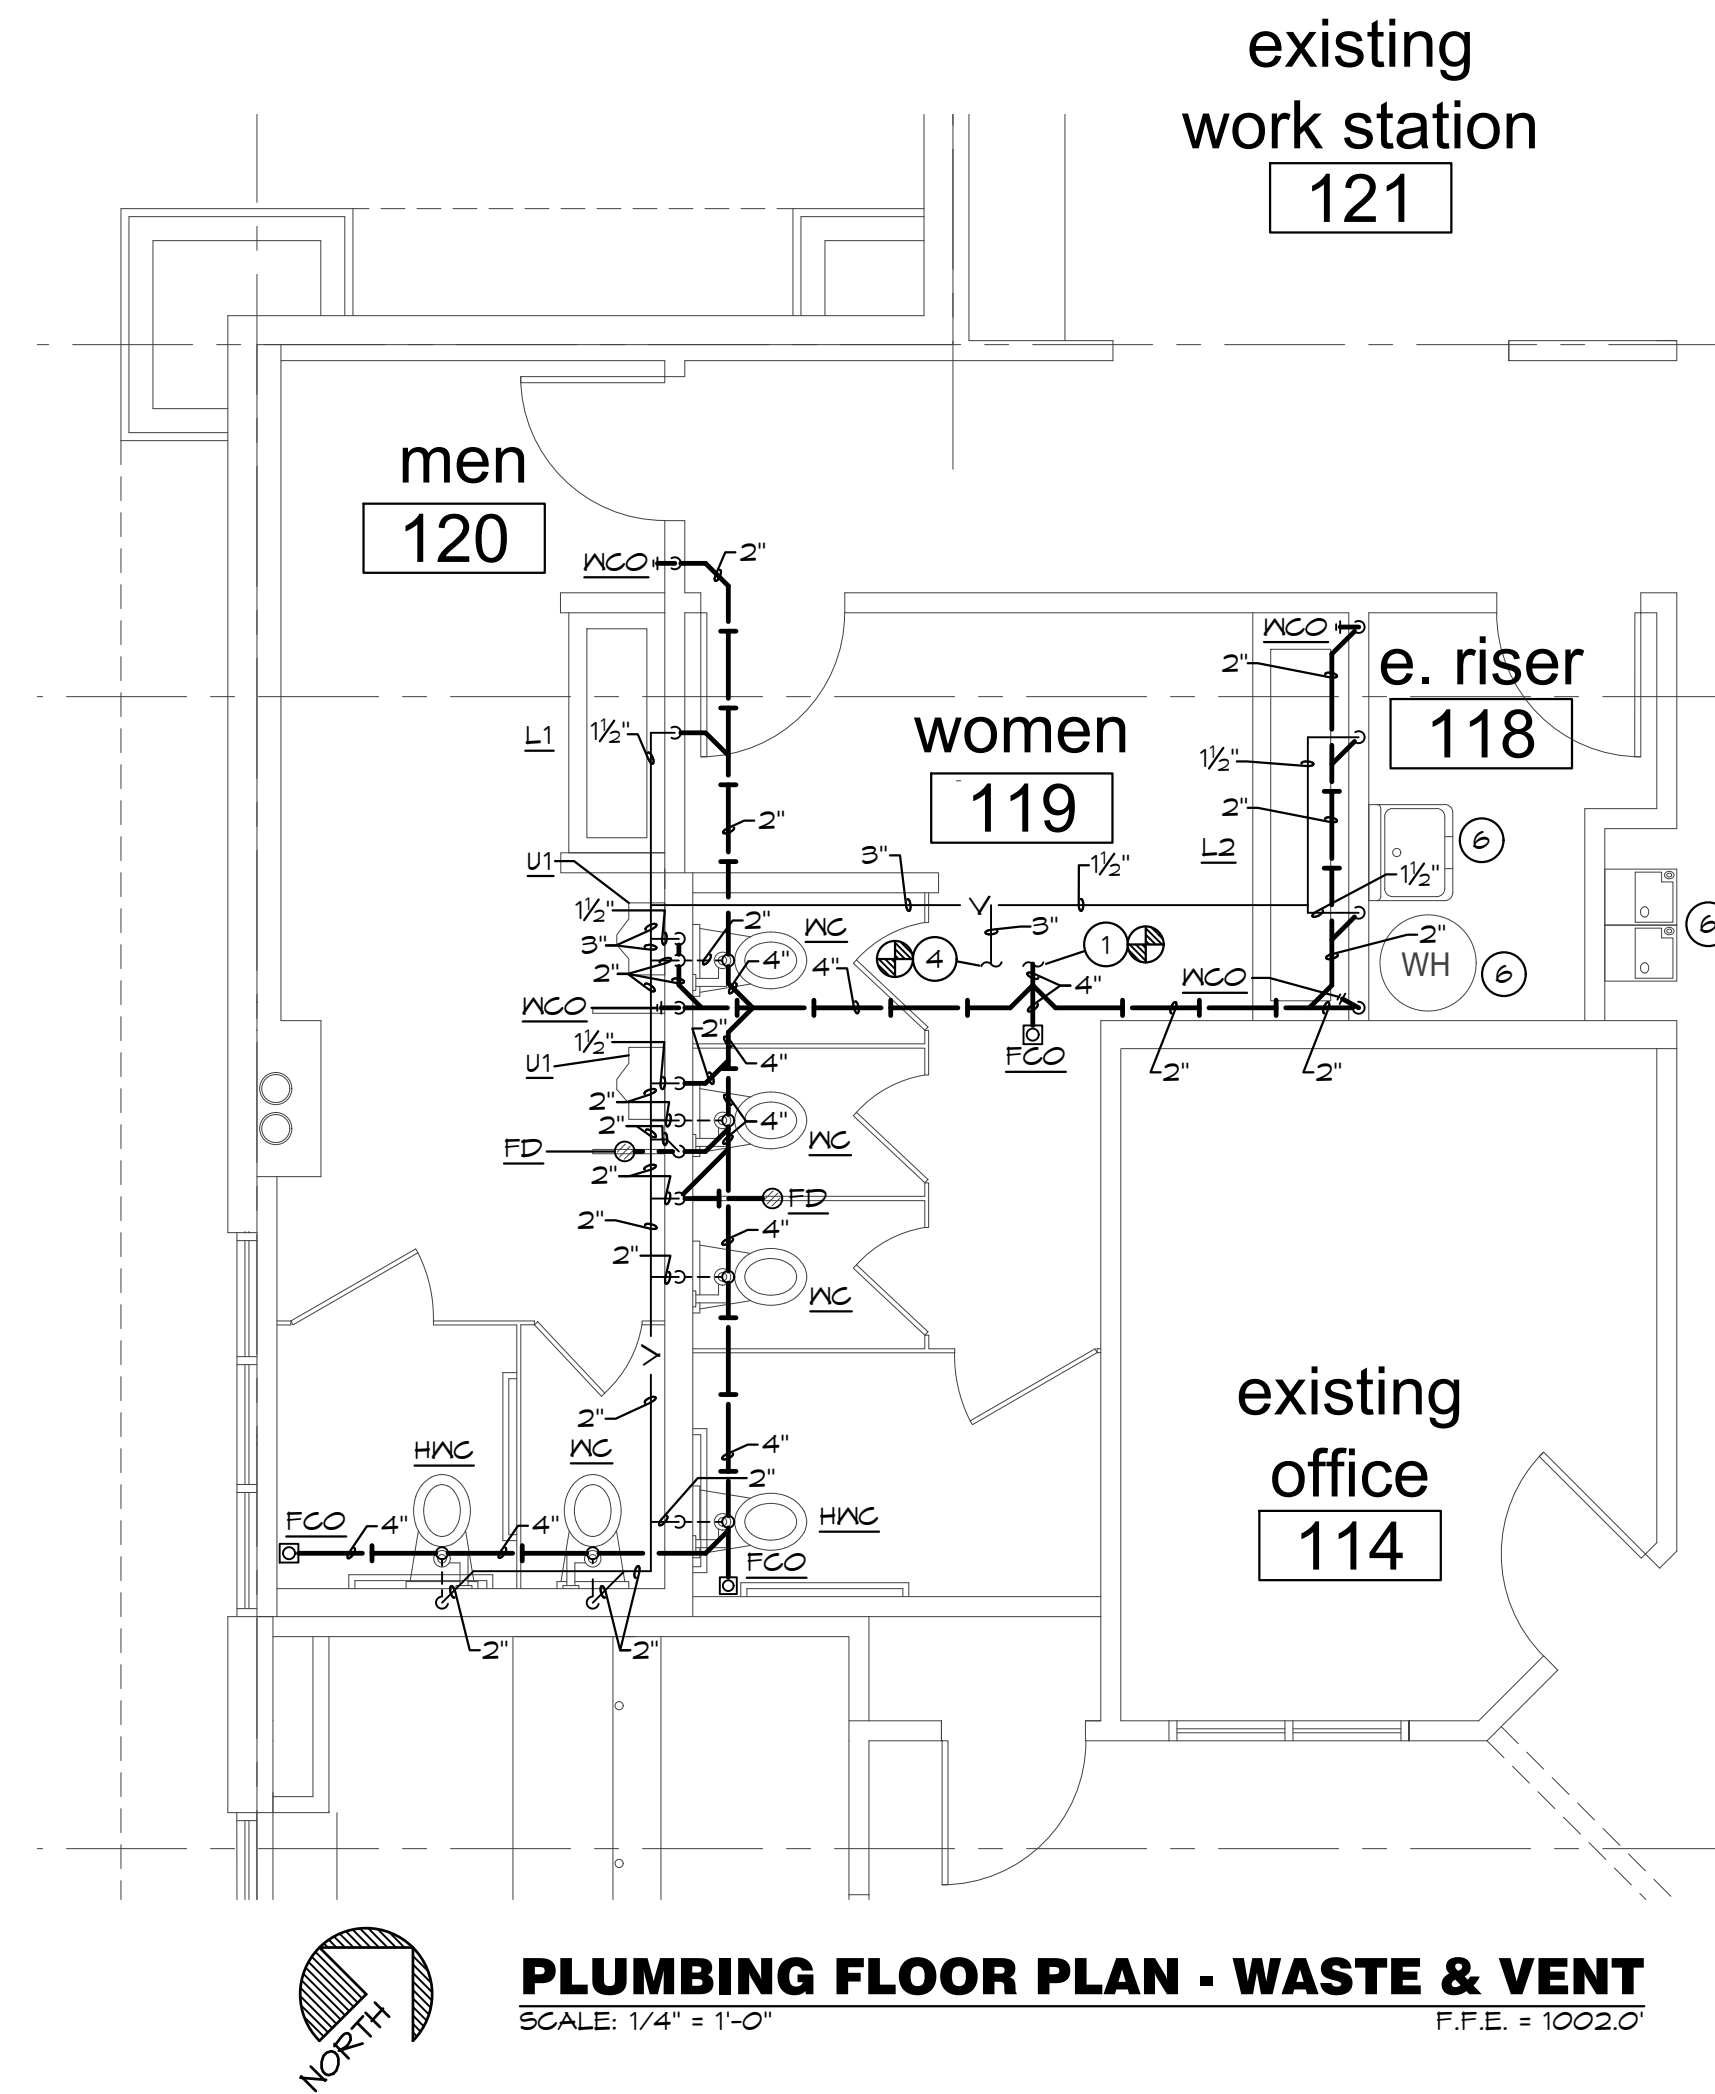 existing
work station
121
men
120
WCO
2"
WCO
2"
e. riser
118
L1
1½"
women
119
1½"
2"
2"
6
U1
3"
1½"
L2
1½"
1½"
3"
2"
WC
2"
4"
4"
3"
4
1
4"
2"
WH
6
6
WCO
WCO
1½"
2"
4"
FCO
2"
2"
U1
2"
4"
WC
2"
FD
2"
FD
2"
4"
2"
WC
V
V
2"
4"
2"
HWC
WC
HWC
FCO
4"
4"
FCO
2"
2"
existing
office
114
NORTH
PLUMBING FLOOR PLAN - WASTE & VENT
SCALE: 1/4" = 1'-0"
F.F.E. = 1002.0'